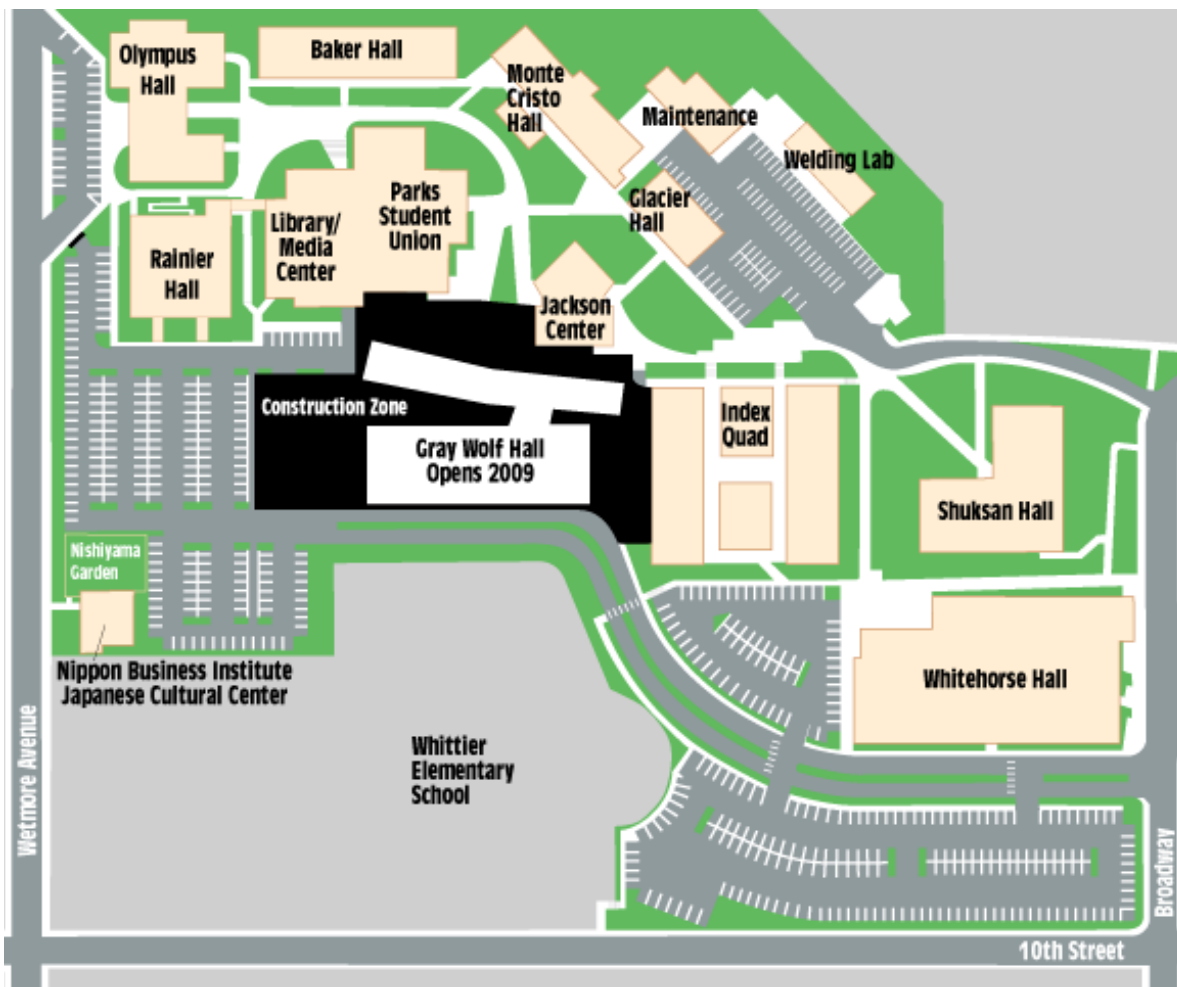 Olympus
Hall
Baker Hall
Monte
Cristo
Hall
Maintenance
Welding Lab
Parks
Student
Union
Library/
Media
Center
Glacier
Hall
Rainier
Hall
Jackson
Center
Construction Zone
Index
Quad
Gray Wolf Hall
Opens 2009
Shuksan Hall
Nishiyama
Garden
Nippon Business Institute
Japanese Cultural Center
Whitehorse Hall
Whittier
Elementary
School
Wetmore Avenue
Broadway
10th Street